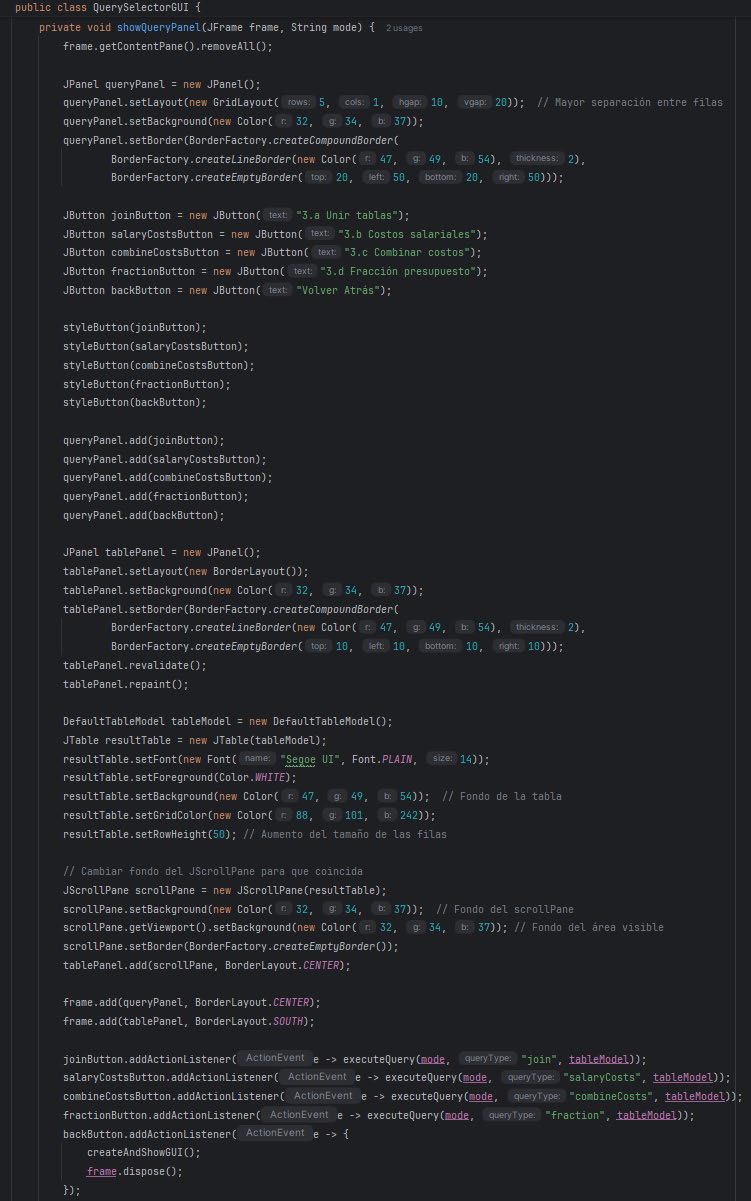 public class QuerySelectorGUI {
private void showQueryPanel(JFrame frame, String mode) { 2 usages
frame.getContentPane().removeAll();
JPanel queryPanel = new JPanel();
queryPanel.setLayout(new GridLayout( rows: 5, cols: 1, hgap: 10, vgap: 20)); // Mayor separación entre filas
queryPanel.setBackground(new Color( r: 32, g: 34, b: 37));
queryPanel.setBorder(BorderFactory.createCompoundBorder(
BorderFactory.createLineBorder(new Color( r: 47, g: 49, b: 54), thickness: 2),
BorderFactory.createEmptyBorder( top: 20, left: 50, bottom: 20, right: 50)));
JButton joinButton = new JButton( text: "3.a Unir tablas");
JButton salaryCostsButton = new JButton( text: "3.b Costos salariales");
JButton combineCostsButton = new JButton( text: "3.c Combinar costos");
JButton fractionButton = new JButton( text: "3.d Fracción presupuesto");
JButton backButton = new JButton( text: "Volver Atrás");
styleButton(joinButton);
styleButton(salaryCostsButton);
styleButton(combineCostsButton);
styleButton(fractionButton);
styleButton(backButton);
queryPanel.add(joinButton);
queryPanel.add(salaryCostsButton);
queryPanel.add(combineCostsButton);
queryPanel.add(fractionButton);
queryPanel.add(backButton);
JPanel tablePanel = new JPanel();
tablePanel.setLayout(new BorderLayout());
tablePanel.setBackground(new Color( r: 32, g: 34, b: 37));
tablePanel.setBorder(BorderFactory.createCompoundBorder(
BorderFactory.createLineBorder(new Color( r: 47, g: 49, b: 54), thickness: 2),
BorderFactory.createEmptyBorder( top: 10, left: 10, bottom: 10, right: 10)));
tablePanel.revalidate();
tablePanel.repaint();
DefaultTableModel tableModel = new DefaultTableModel();
JTable resultTable = new JTable(tableModel);
resultTable.setFont(new Font( name: "Segoe UI", Font.PLAIN, size: 14));
resultTable.setForeground(Color.WHITE);
resultTable.setBackground(new Color( r: 47, g: 49, b: 54)); // Fondo de la tabla
resultTable.setGridColor(new Color( r: 88, g: 101, b: 242));
resultTable.setRowHeight(50); // Aumento del tamaño de las filas
// Cambiar fondo del JScrollPane para que coincida
JScrollPane scrollPane = new JScrollPane(resultTable);
scrollPane.setBackground(new Color( r: 32, g: 34, b: 37)); // Fondo del scrollPane
scrollPane.getViewport().setBackground(new Color( r: 32, g: 34, b: 37)); // Fondo del área visible
scrollPane.setBorder(BorderFactory.createEmptyBorder());
tablePanel.add(scrollPane, BorderLayout.CENTER);
frame.add(queryPanel, BorderLayout.CENTER);
frame.add(tablePanel, BorderLayout.SOUTH);
joinButton.addActionListener( ActionEvent e -> executeQuery(mode, queryType: "join", tableModel));
salaryCostsButton.addActionListener( ActionEvent e -> executeQuery(mode, queryType: "salaryCosts", tableModel));
combineCostsButton.addActionListener( ActionEvent e -> executeQuery(mode, queryType: "combineCosts", tableModel));
fractionButton.addActionListener( ActionEvent e -> executeQuery(mode, queryType: "fraction", tableModel));
backButton.addActionListener( ActionEvent e -> {
createAndShowGUI();
frame.dispose();
});